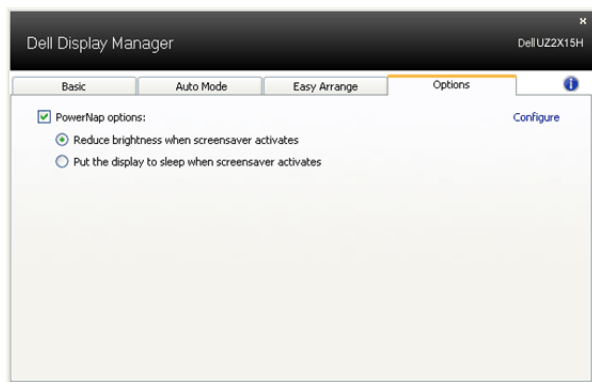 x
Dell Display Manager
Dell UZ2X15H
Basic
Auto Mode
Easy Arrange
Options
i
PowerNap options:
Configure
Reduce brightness when screensaver activates
Put the display to sleep when screensaver activates